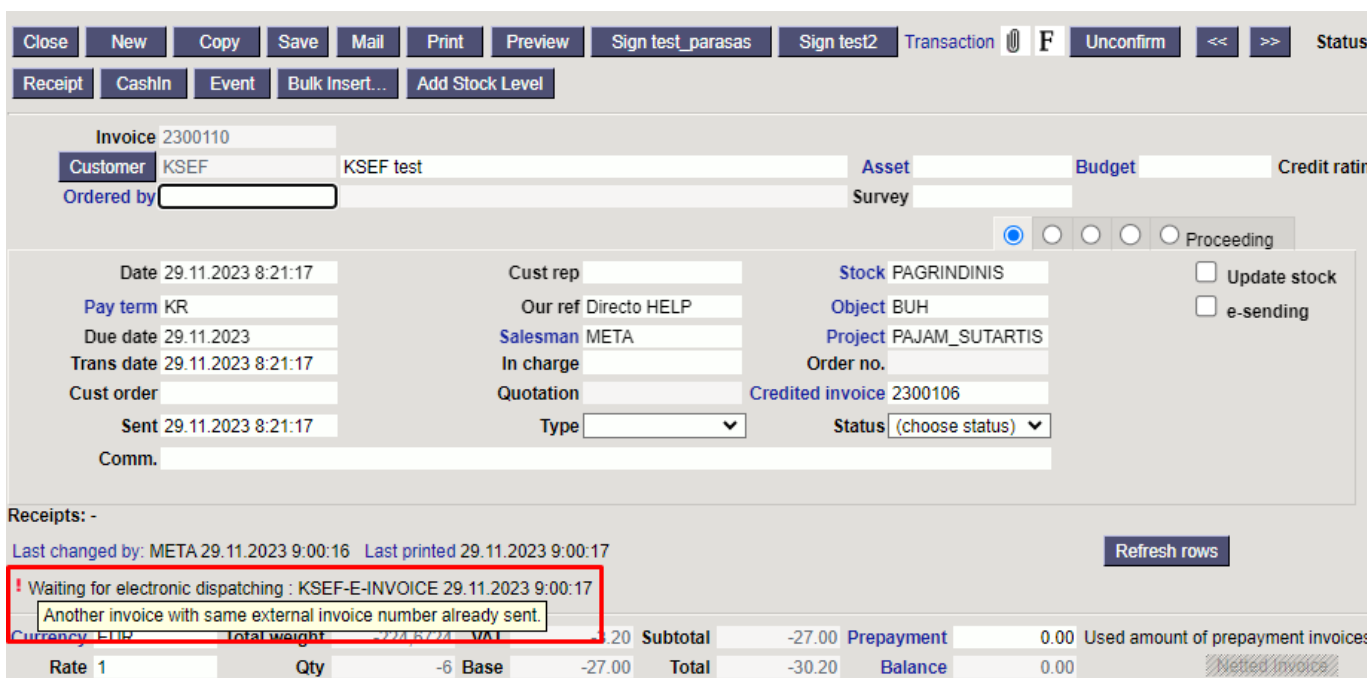 Close New Copy Save Mail Print Preview Sign test_parasas Sign test2 Transaction F Unconfirm << >> Status
Receipt CashIn Event Bulk Insert... Add Stock Level
Invoice 2300110
Customer KSEF KSEF test Asset Budget Credit ratin
Ordered by Survey
Proceeding
Date 29.11.2023 8:21:17 Cust rep Stock PAGRINDINIS Update stock
Pay term KR Our ref Directo HELP Object BUH e-sending
Due date 29.11.2023 Salesman META Project PAJAM_SUTARTIS
Trans date 29.11.2023 8:21:17 In charge Order no.
Cust order Quotation Credited invoice 2300106
Sent 29.11.2023 8:21:17 Type Status (choose status)
Comm.
Receipts: -
Last changed by: META 29.11.2023 9:00:16 Last printed 29.11.2023 9:00:17 Refresh rows
! Waiting for electronic dispatching : KSEF-E-INVOICE 29.11.2023 9:00:17
Another invoice with same external invoice number already sent.
Currency EUR Total weight -224,6724 VAT -3.20 Subtotal -27.00 Prepayment 0.00 Used amount of prepayment invoices
Rate 1 Qty -6 Base -27.00 Total -30.20 Balance 0.00 Netted Invoice